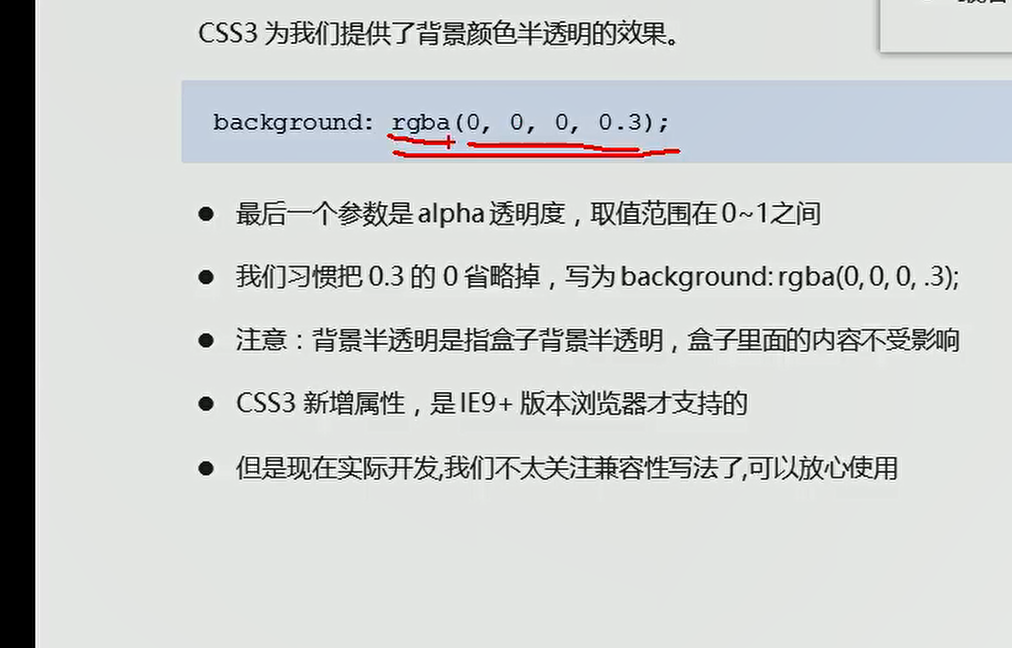 CSS3 为我们提供了背景颜色半透明的效果。
background: rgba(0, 0, 0, 0.3);
● 最后一个参数是 alpha 透明度，取值范围在 0~1之间
● 我们习惯把 0.3 的 0 省略掉，写为 background: rgba(0, 0, 0, .3);
● 注意：背景半透明是指盒子背景半透明，盒子里面的内容不受影响
● CSS3 新增属性，是 IE9+ 版本浏览器才支持的
● 但是现在实际开发,我们不太关注兼容性写法了,可以放心使用